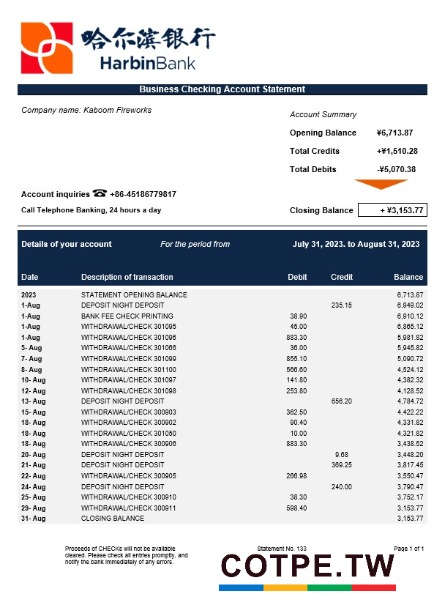 哈尔滨银行
HarbinBank
Business Checking Account Statement
Company name: Kaboom Fireworks
Account Summary
Opening Balance ¥6,713.87
Total Credits +¥1,510.28
Total Debits -¥5,070.38
Account inquiries ☎ +86-45186779817
Call Telephone Banking, 24 hours a day
Closing Balance + ¥3,153.77
Details of your account For the period from July 31, 2023. to August 31, 2023
Date Description of transaction Debit Credit Balance
2023 STATEMENT OPENING BALANCE 6,713.87
1-Aug DEPOSIT NIGHT DEPOSIT 235.15 6,949.02
1-Aug BANK FEE CHECK PRINTING 38.90 6,910.12
1-Aug WITHDRAWAL/CHECK 301095 45.00 6,865.12
1-Aug WITHDRAWAL/CHECK 301096 883.30 5,981.82
5- Aug WITHDRAWAL/CHECK 301066 36.00 5,945.82
7- Aug WITHDRAWAL/CHECK 301099 855.10 5,090.72
8- Aug WITHDRAWAL/CHECK 301100 566.60 4,524.12
10- Aug WITHDRAWAL/CHECK 301097 141.80 4,382.32
12- Aug WITHDRAWAL/CHECK 301098 253.80 4,128.52
13- Aug DEPOSIT NIGHT DEPOSIT 656.20 4,784.72
15- Aug WITHDRAWAL/CHECK 300803 362.50 4,422.22
18- Aug WITHDRAWAL/CHECK 300902 90.40 4,331.82
18- Aug WITHDRAWAL/CHECK 301050 10.00 4,321.82
18- Aug WITHDRAWAL/CHECK 300906 883.30 3,438.52
20- Aug DEPOSIT NIGHT DEPOSIT 9.68 3,448.20
21- Aug DEPOSIT NIGHT DEPOSIT 369.25 3,817.45
22- Aug WITHDRAWAL/CHECK 300905 266.98 3,550.47
24- Aug DEPOSIT NIGHT DEPOSIT 240.00 3,790.47
25- Aug WITHDRAWAL/CHECK 300910 38.30 3,752.17
29- Aug WITHDRAWAL/CHECK 300911 598.40 3,153.77
31- Aug CLOSING BALANCE 3,153.77
Proceeds of CHECKs will not be available Statement No. 133 Page 1 of 1
cleared. Please check all entries promptly, and
notify the bank immediately of any errors.
COTPE.TW